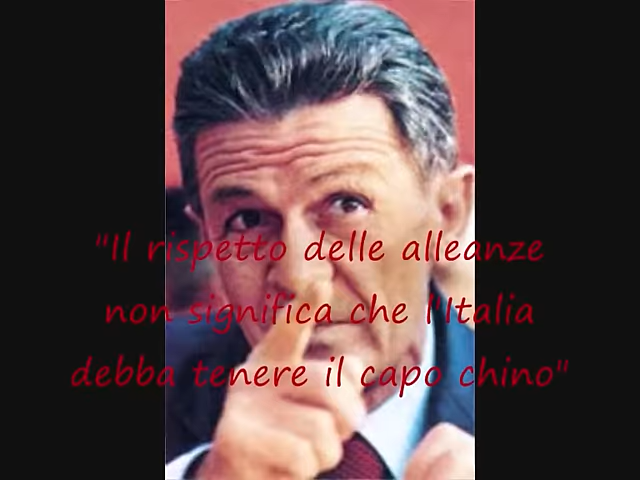 "Il rispetto delle alleanze
non significa che l'Italia
debba tenere il capo chino"